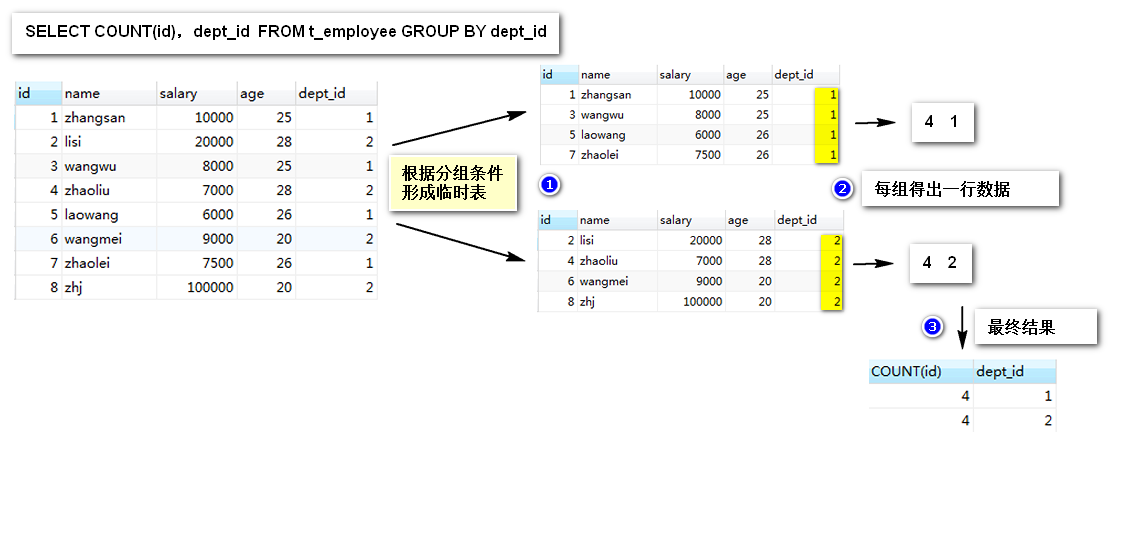 SELECT COUNT(id)，dept_id FROM t_employee GROUP BY dept_id
id name salary age dept_id
1 zhangsan 10000 25 1
2 lisi 20000 28 2
3 wangwu 8000 25 1
4 zhaoliu 7000 28 2
5 laowang 6000 26 1
6 wangmei 9000 20 2
7 zhaolei 7500 26 1
8 zhj 100000 20 2
根据分组条件
形成临时表
①
id name salary age dept_id
1 zhangsan 10000 25 1
3 wangwu 8000 25 1
5 laowang 6000 26 1
7 zhaolei 7500 26 1
id name salary age dept_id
2 lisi 20000 28 2
4 zhaoliu 7000 28 2
6 wangmei 9000 20 2
8 zhj 100000 20 2
4 1
② 每组得出一行数据
4 2
③ 最终结果
COUNT(id) dept_id
4 1
4 2